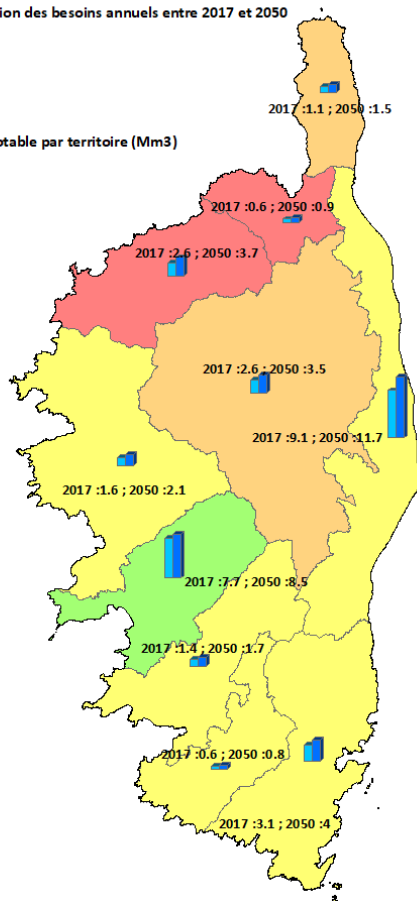 ion des besoins annuels entre 2017 et 2050
2017 :1.1 ; 2050 :1.5
table par territoire (Mm3)
2017 :0.6 ; 2050 :0.9
2017 :2.6 ; 2050 :3.7
2017 :2.6 ; 2050 :3.5
2017 :9.1 ; 2050 :11.7
2017 :1.6 ; 2050 :2.1
2017 :7.7 ; 2050 :8.5
2017 :1.4 ; 2050 :1.7
2017 :0.6 ; 2050 :0.8
2017 :3.1 ; 2050 :4